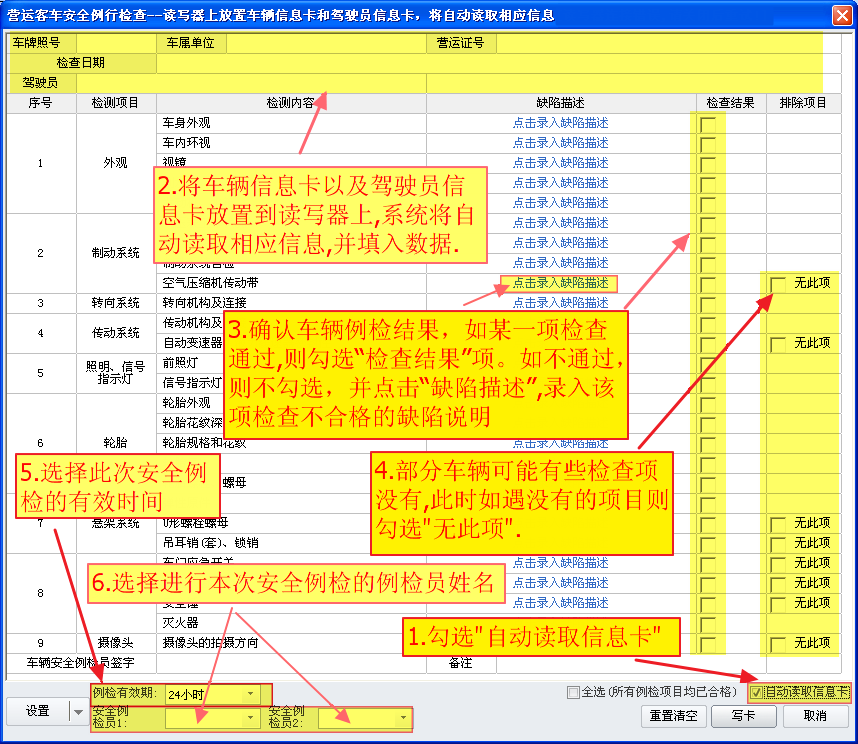 营运客车安全例行检查--读写器上放置车辆信息卡和驾驶员信息卡，将自动读取相应信息
车牌照号 车属单位 营运证号
检查日期
驾驶员
序号 检测项目 检测内容 缺陷描述 检查结果 排除项目
车身外观 点击录入缺陷描述
车内环视 点击录入缺陷描述
1 外观 视镜 点击录入缺陷描述
点击录入缺陷描述
点击录入缺陷描述
2.将车辆信息卡以及驾驶员信
息卡放置到读写器上,系统将自
动读取相应信息,并填入数据.
点击录入缺陷描述
2 制动系统 点击录入缺陷描述
点击录入缺陷描述
空气压缩机传动带 点击录入缺陷描述 无此项
3 转向系统 转向机构及连接 点击录入缺陷描述
4 传动系统 传动机构及
自动变速器 无此项
3.确认车辆例检结果，如某一项检查
通过,则勾选“检查结果”项。如不通过，
则不勾选，并点击“缺陷描述”,录入该
项检查不合格的缺陷说明
5 照明、信号
指示灯 前照灯
信号指示灯
轮胎外观
轮胎花纹深
6 轮胎 轮胎规格和花纹 点击录入缺陷描述
螺母
5.选择此次安全例
检的有效时间
4.部分车辆可能有些检查项
没有,此时如遇没有的项目则
勾选"无此项".
7 悬架系统 U形螺栓螺母 无此项
吊耳销(套)、锁销 无此项
车门应急开关 点击录入缺陷描述 无此项
8 点击录入缺陷描述 无此项
安全锤 点击录入缺陷描述 无此项
灭火器
6.选择进行本次安全例检的例检员姓名
1.勾选"自动读取信息卡"
9 摄像头 摄像头的拍摄方向 无此项
车辆安全例检员签字 备注
例检有效期: 24小时 全选(所有例检项目均已合格) 自动读取信息卡
设置 安全例
检员1: 安全例
检员2: 重置清空 写卡 取消